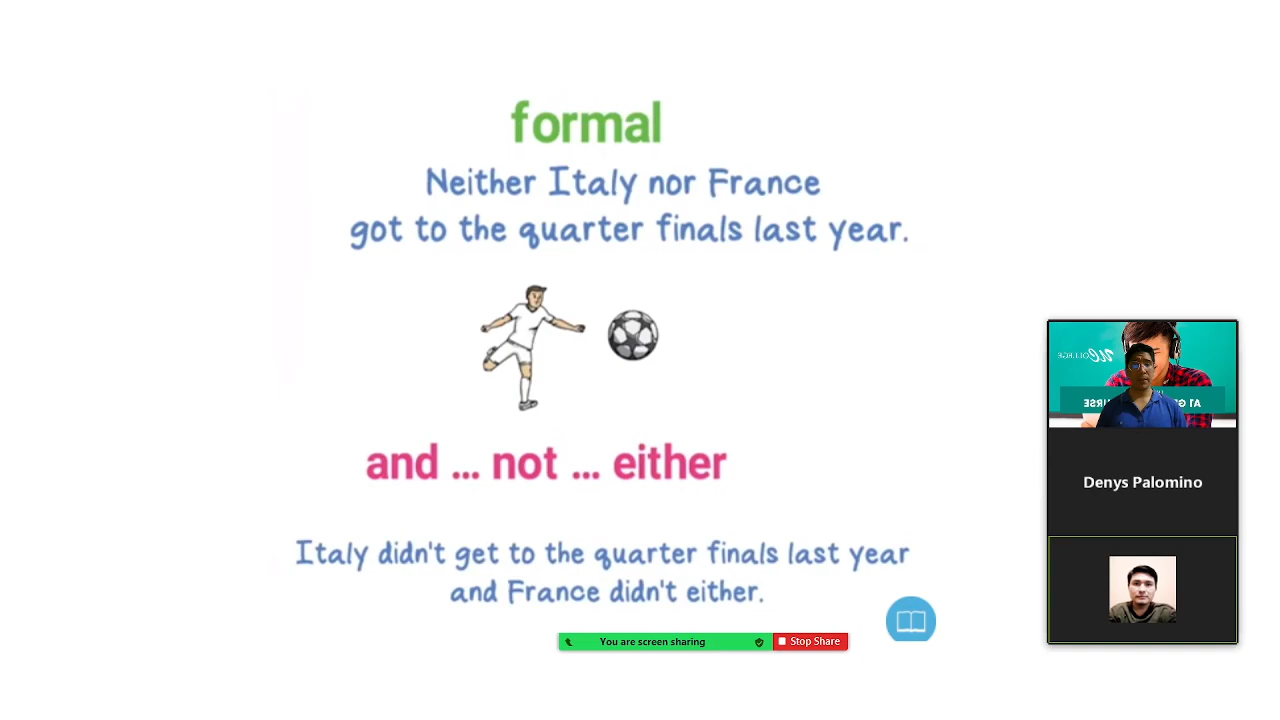 formal
Neither Italy nor France
got to the quarter finals last year.
and ... not ... either
Italy didn't get to the quarter finals last year
and France didn't either.
You are screen sharing
Stop Share
Denys Palomino